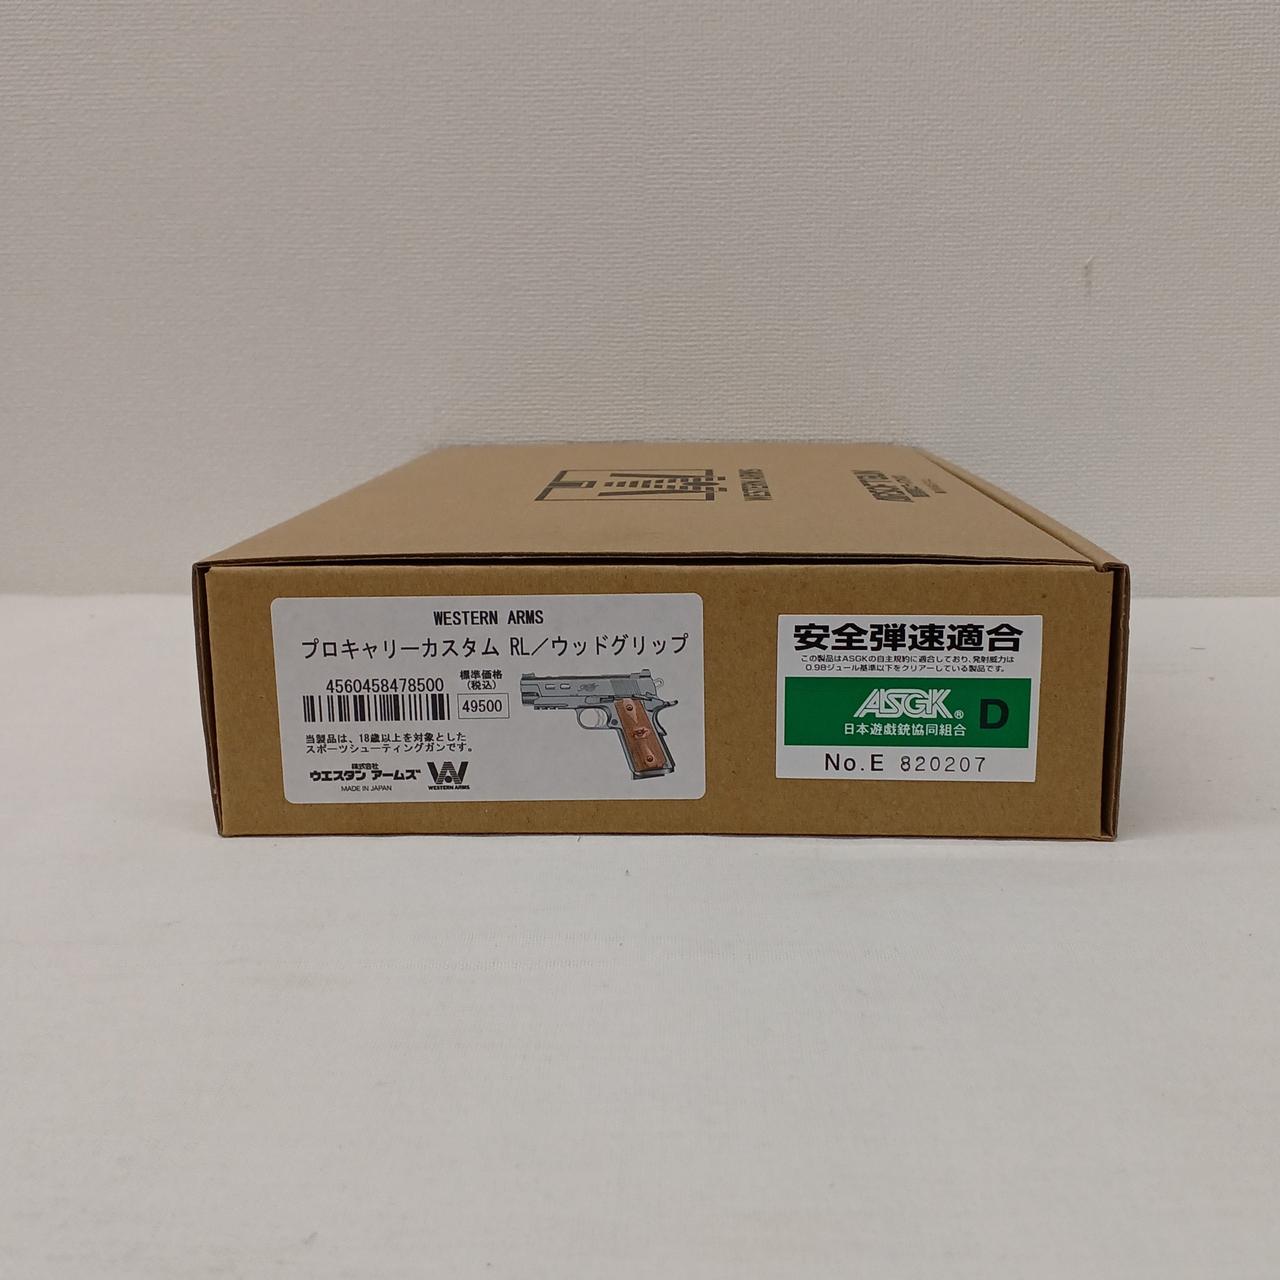 WESTERN ARMS
WESTERN ARMS
プロキャリーカスタム RL／ウッドグリップ
4560458478500
標準価格
(税込)
49500
当製品は、18歳以上を対象とした
スポーツシューティングガンです。
株式会社
ウエスタン アームズ
MADE IN JAPAN
WESTERN ARMS
安全弾速適合
この製品はASGKの自主規約に適合しており、発射威力は
0.98ジュール基準以下をクリアーしている製品です。
ASGK® D
日本遊戯銃協同組合
No.E 820207